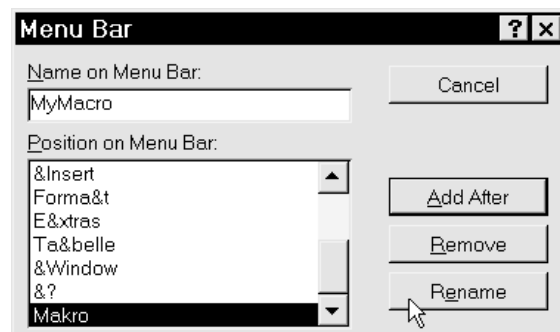 Menu Bar
Name on Menu Bar:
MyMacro
Cancel
Position on Menu Bar:
&Insert
Forma&t
E&xtras
Ta&belle
&Window
&?
Makro
Add After
Remove
Rename